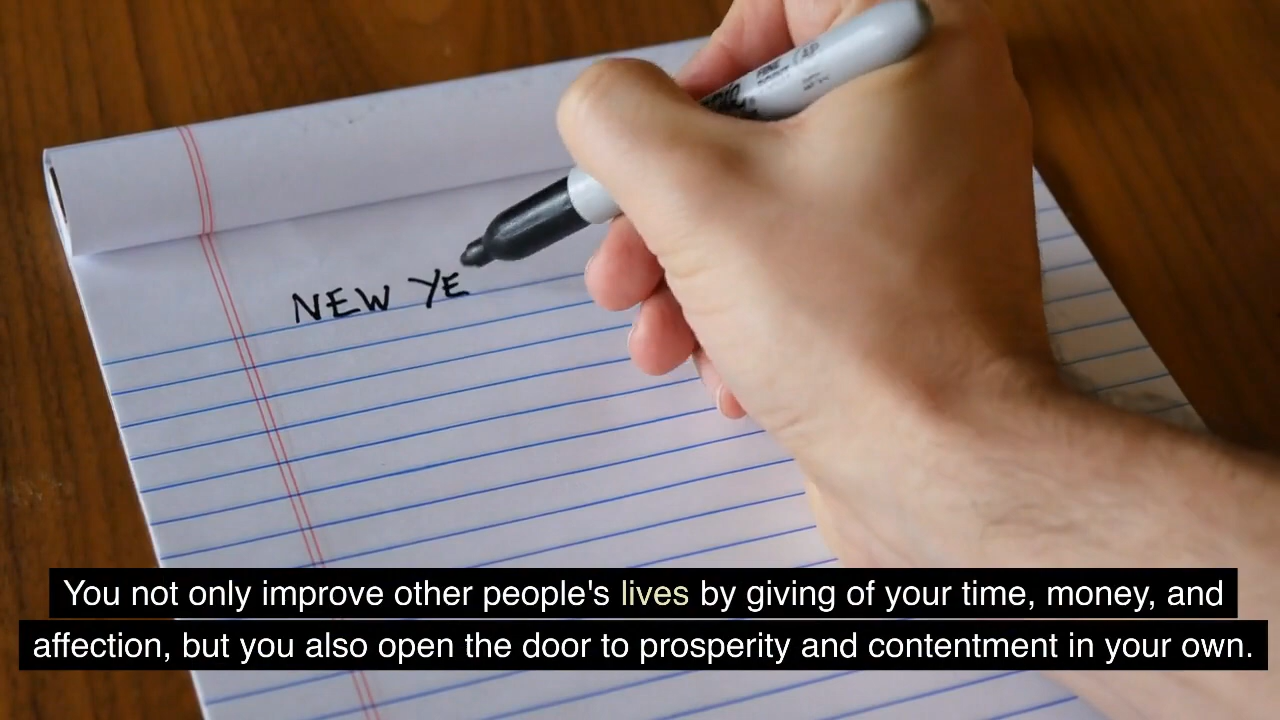 FINE
NEW YE
You not only improve other people's lives by giving of your time, money, and
affection, but you also open the door to prosperity and contentment in your own.